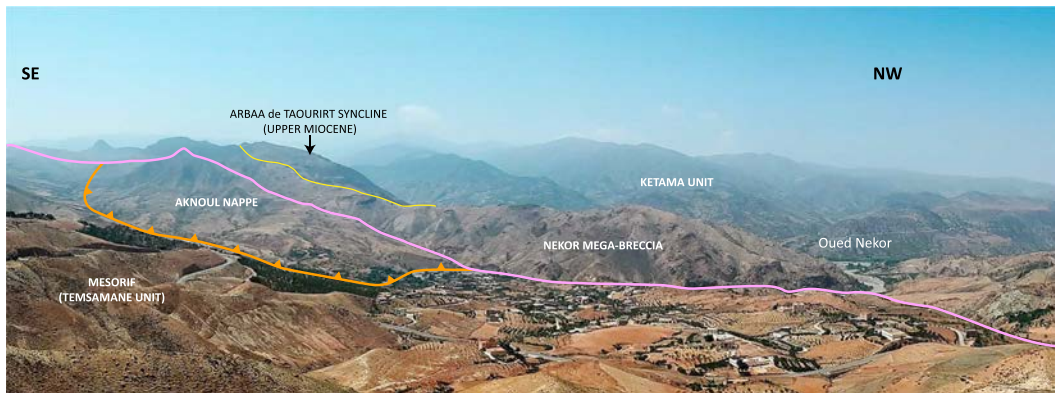 SE
NW
ARBAA de TAOURIRT SYNCLINE
(UPPER MIOCENE)
KETAMA UNIT
AKNOUL NAPPE
NEKOR MEGA-BRECCIA
Oued Nekor
MESORIF
(TEMSAMANE UNIT)